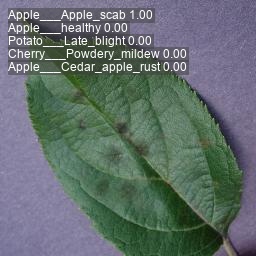 Apple___Apple_scab 1.00
Apple___healthy 0.00
Potato___Late_blight 0.00
Cherry___Powdery_mildew 0.00
Apple___Cedar_apple_rust 0.00